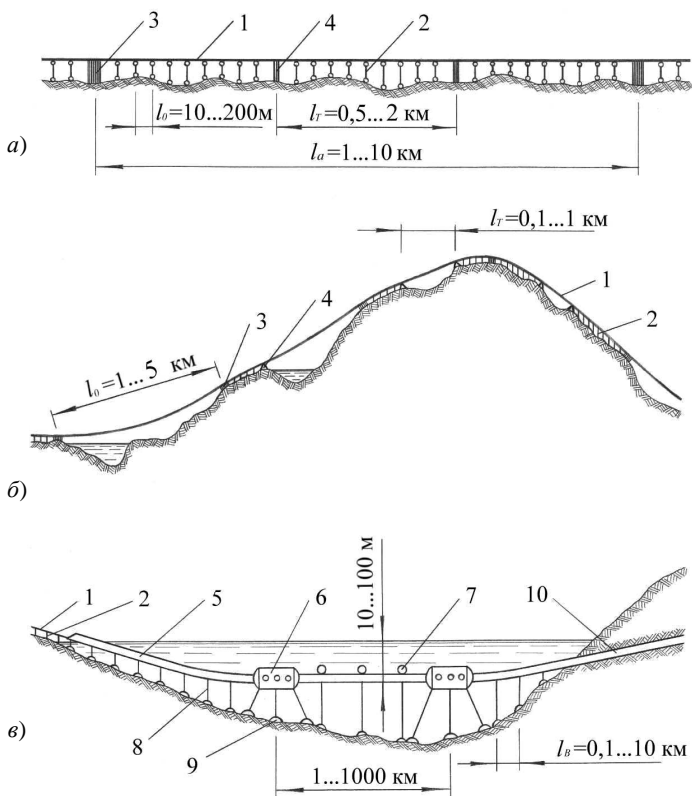 3 1 4 2
l₀=10...200м
lт=0,5...2 км
а)
lа=1...10 км
lт=0,1...1 км
1
4
3
2
l₀=1...5 км
б)
10...100 м
1 2 5 6 7 10
8
9
в)
lв=0,1...10 км
1...1000 км